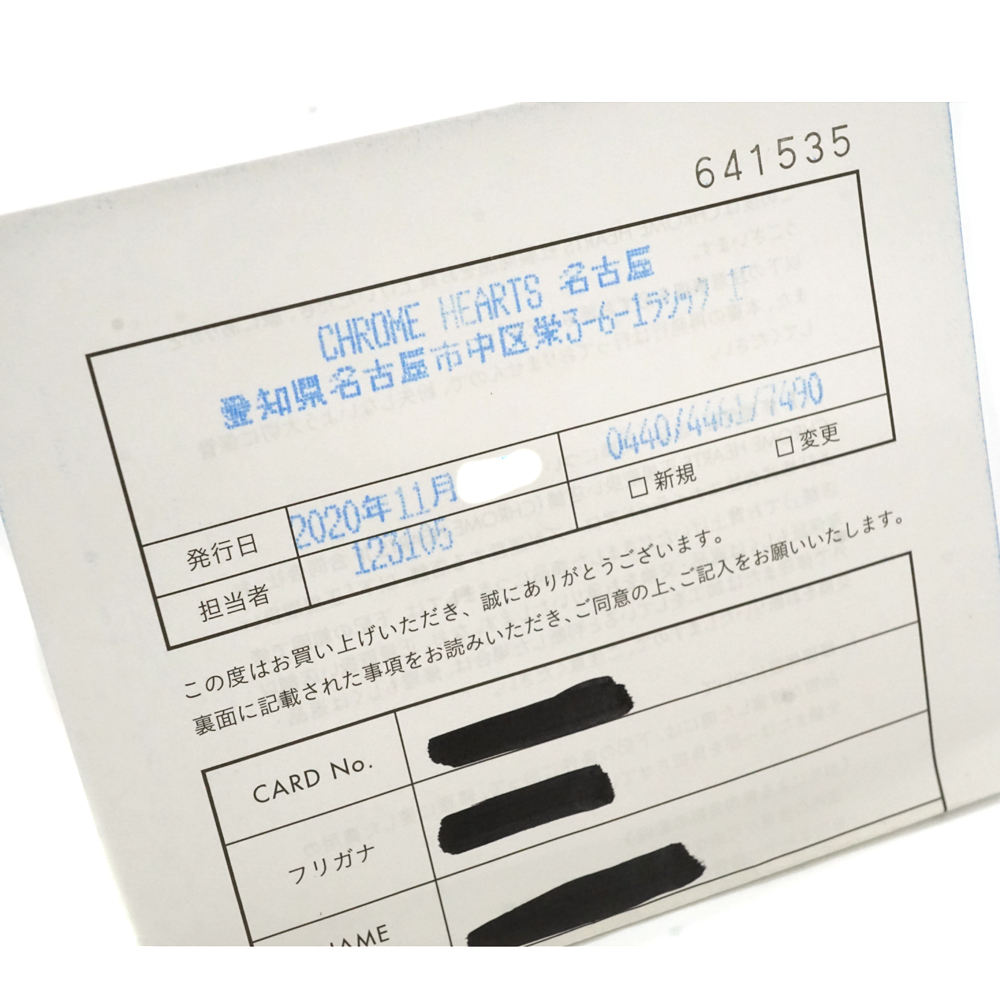 641535
CHROME HEARTS 名古屋
愛知県名古屋市中区栄3-6-1ラシック 1F
発行日 2020年11月 0440/4461/7490
担当者 123105 □ 新規 □ 変更
この度はお買い上げいただき、誠にありがとうございます。
裏面に記載された事項をお読みいただき、ご同意の上、ご記入をお願いいたします。
CARD No.
フリガナ
NAME